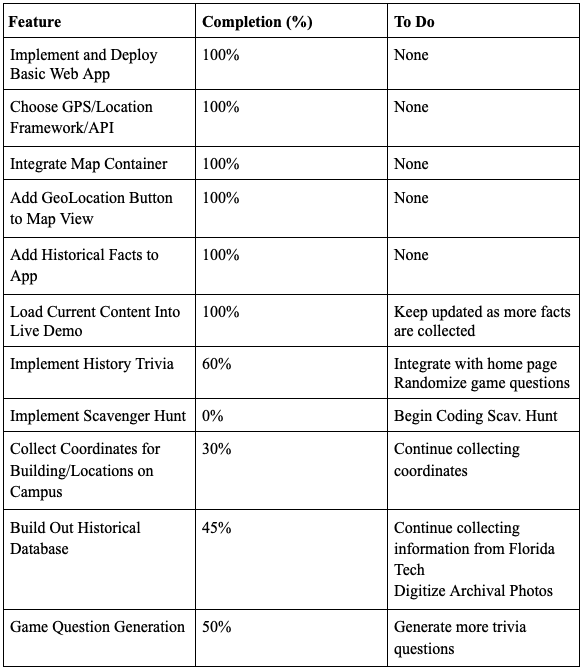 Feature Completion (%) To Do
Implement and Deploy 100% None
Basic Web App
Choose GPS/Location 100% None
Framework/API
Integrate Map Container 100% None
Add GeoLocation Button 100% None
to Map View
Add Historical Facts to 100% None
App
Load Current Content Into 100% Keep updated as more facts
Live Demo are collected
Implement History Trivia 60% Integrate with home page
Randomize game questions
Implement Scavenger Hunt 0% Begin Coding Scav. Hunt
Collect Coordinates for 30% Continue collecting
Building/Locations on coordinates
Campus
Build Out Historical 45% Continue collecting
Database information from Florida
Tech
Digitize Archival Photos
Game Question Generation 50% Generate more trivia
questions